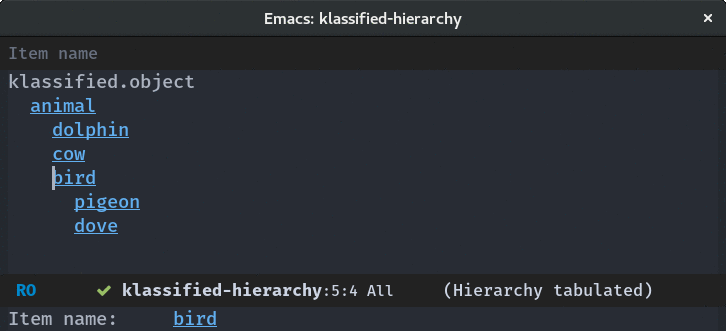 Emacs: klassified-hierarchy ×
Item name
klassified.object
animal
dolphin
cow
bird
pigeon
dove
RO ✔ klassified-hierarchy:5:4 All (Hierarchy tabulated)
Item name: bird